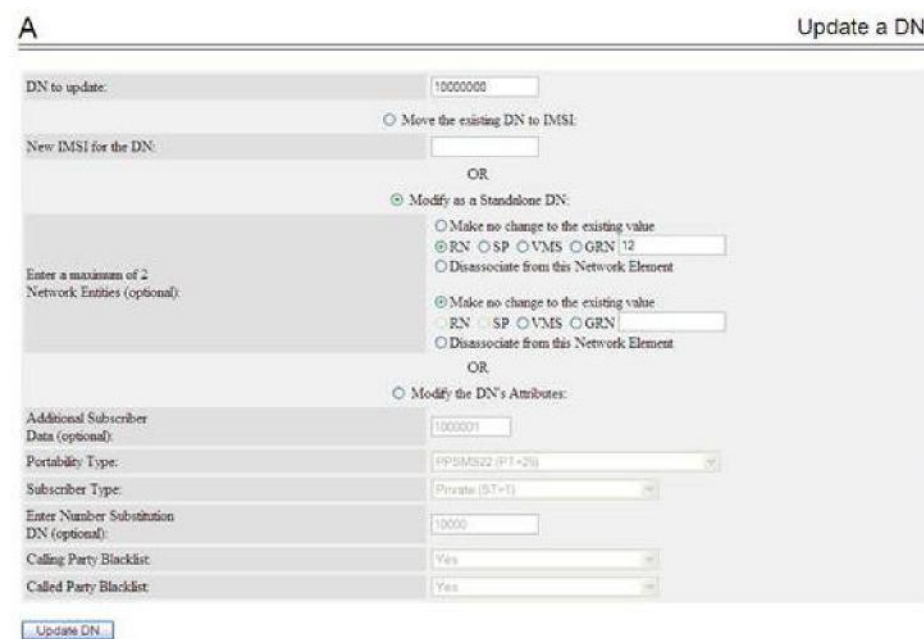 A
Update a DN
DN to update:
10000000
Move the existing DN to IMSI:
New IMSI for the DN:
OR
Modify as a Standalone DN:
Enter a maximum of 2
Network Entities (optional):
Make no change to the existing value
RN SP VMS GRN 12
Disassociate from this Network Element
Make no change to the existing value
RN SP VMS GRN
Disassociate from this Network Element
OR
Modify the DN's Attributes:
Additional Subscriber
Data (optional):
1000001
Portability Type:
PPSMS22 (PT=26)
Subscriber Type:
Private (ST=1)
Enter Number Substitution
DN (optional):
10000
Calling Party Blacklist:
Yes
Called Party Blacklist:
Yes
Update DN